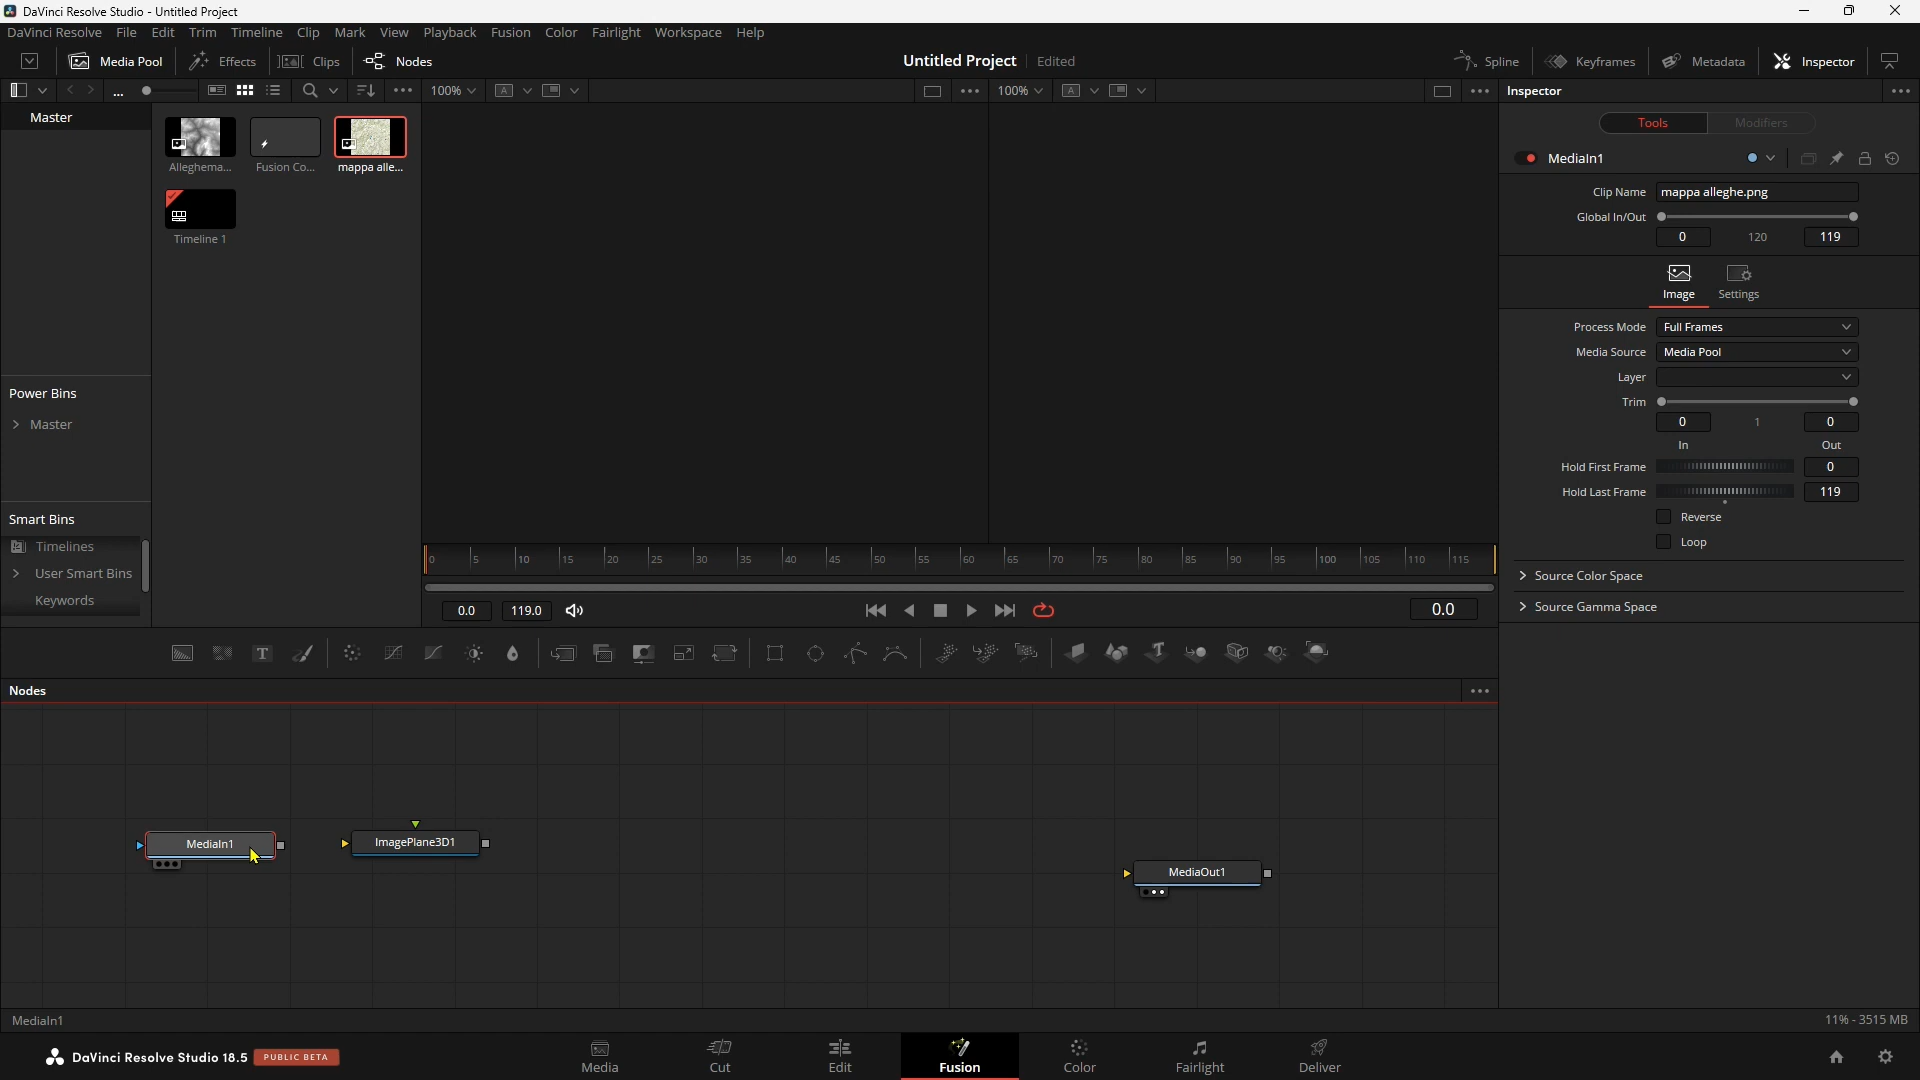 DaVinci Resolve Studio - Untitled Project
DaVinci Resolve File Edit Trim Timeline Clip Mark View Playback Fusion Color Fairlight Workspace Help
Media Pool Effects Clips Nodes Untitled Project Edited Spline Keyframes Metadata Inspector
... 100% A 100% A Inspector
Master
Tools Modifiers
MediaIn1
Alleghema... Fusion Co... mappa alle...
Clip Name mappa alleghe.png
Global In/Out
0 120 119
Timeline 1
Image Settings
Process Mode Full Frames
Media Source Media Pool
Layer
Power Bins
Trim
Master
0 1 0
In Out
Hold First Frame 0
Hold Last Frame 119
Smart Bins
Reverse
Timelines
Loop
0 5 10 15 20 25 30 35 40 45 50 55 60 65 70 75 80 85 90 95 100 105 110 115
User Smart Bins
Source Color Space
Keywords
Source Gamma Space
0.0 119.0 0.0
T T
Nodes
MediaIn1 ImagePlane3D1
MediaOut1
MediaIn1 11% - 3515 MB
DaVinci Resolve Studio 18.5 PUBLIC BETA
Media Cut Edit Fusion Color Fairlight Deliver